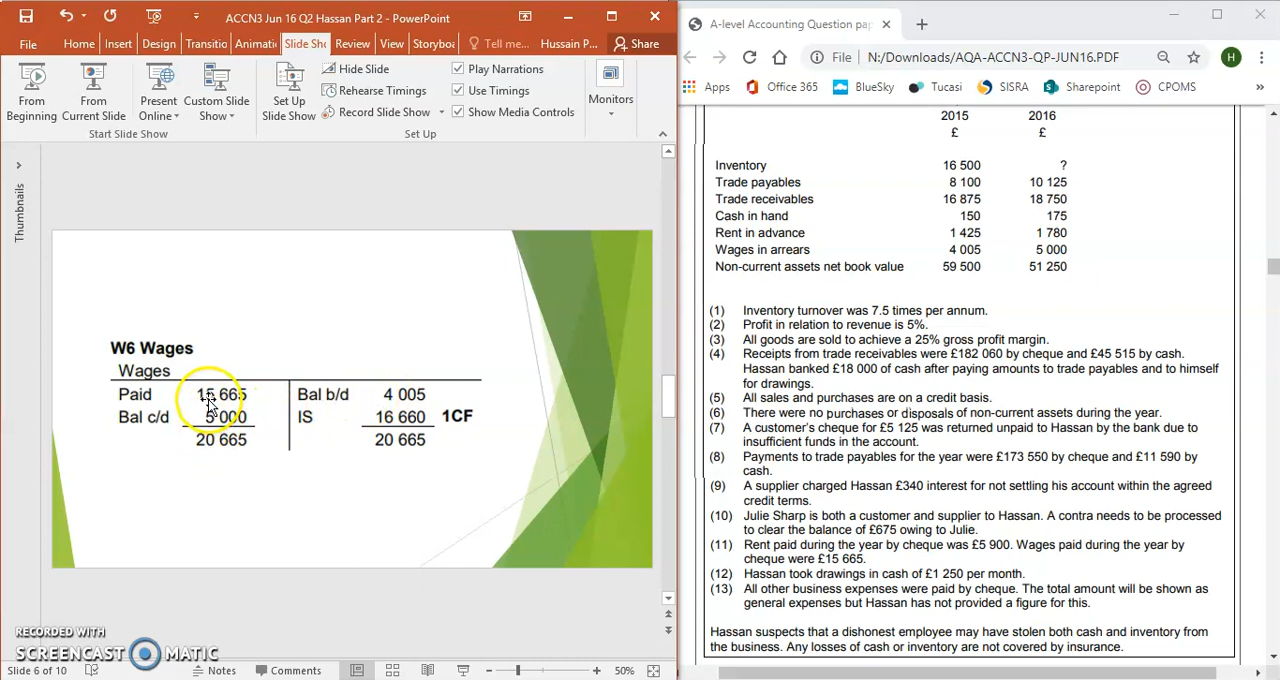 ACCN3 Jun 16 Q2 Hassan Part 2 - PowerPoint
File Home Insert Design Transitio Animati Slide Sho Review View Storybo Tell me... Hussain P... Share
From Beginning
From Current Slide
Present Online
Custom Slide Show
Start Slide Show
Set Up Slide Show
Hide Slide
Rehearse Timings
Record Slide Show
Play Narrations
Use Timings
Show Media Controls
Set Up
Monitors
Thumbnails
W6 Wages
Wages
Paid 15 665 Bal b/d 4 005
Bal c/d 5 000 IS 16 660 1CF
20 665 20 665
RECORDED WITH
SCREENCAST MATIC
Slide 6 of 10 Notes Comments 50%
A-level Accounting Question pap
File N:/Downloads/AQA-ACCN3-QP-JUN16.PDF H
Apps Office 365 BlueSky Tucasi SISRA Sharepoint CPOMS »
2015 2016
£ £
Inventory 16 500 ?
Trade payables 8 100 10 125
Trade receivables 16 875 18 750
Cash in hand 150 175
Rent in advance 1 425 1 780
Wages in arrears 4 005 5 000
Non-current assets net book value 59 500 51 250
(1) Inventory turnover was 7.5 times per annum.
(2) Profit in relation to revenue is 5%.
(3) All goods are sold to achieve a 25% gross profit margin.
(4) Receipts from trade receivables were £182 060 by cheque and £45 515 by cash.
Hassan banked £18 000 of cash after paying amounts to trade payables and to himself
for drawings.
(5) All sales and purchases are on a credit basis.
(6) There were no purchases or disposals of non-current assets during the year.
(7) A customer's cheque for £5 125 was returned unpaid to Hassan by the bank due to
insufficient funds in the account.
(8) Payments to trade payables for the year were £173 550 by cheque and £11 590 by
cash.
(9) A supplier charged Hassan £340 interest for not settling his account within the agreed
credit terms.
(10) Julie Sharp is both a customer and supplier to Hassan. A contra needs to be processed
to clear the balance of £675 owing to Julie.
(11) Rent paid during the year by cheque was £5 900. Wages paid during the year by
cheque were £15 665.
(12) Hassan took drawings in cash of £1 250 per month.
(13) All other business expenses were paid by cheque. The total amount will be shown as
general expenses but Hassan has not provided a figure for this.
Hassan suspects that a dishonest employee may have stolen both cash and inventory from
the business. Any losses of cash or inventory are not covered by insurance.